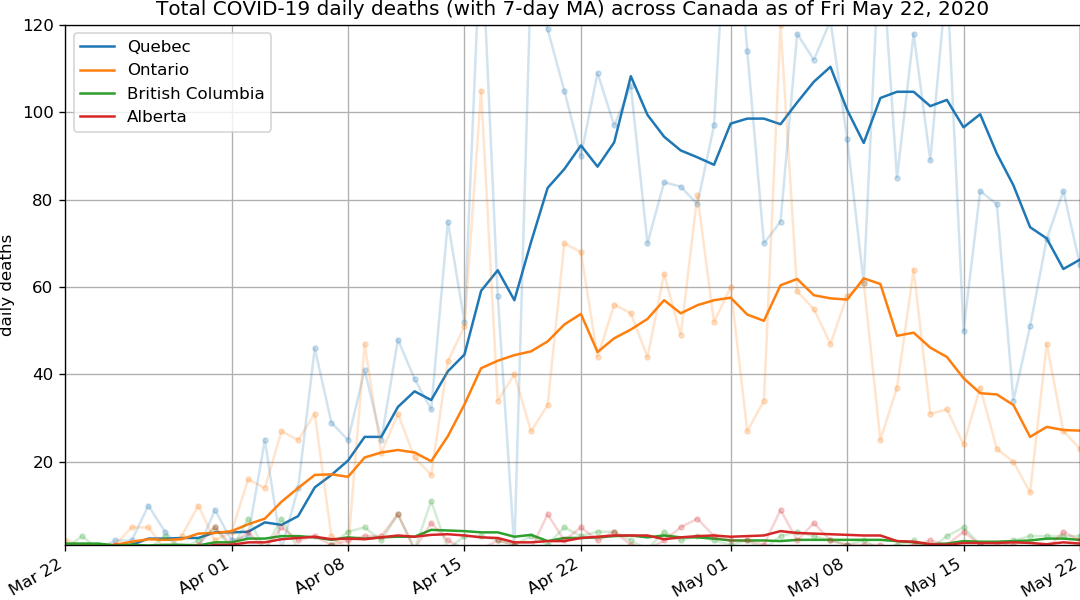 Total COVID-19 daily deaths (with 7-day MA) across Canada as of Fri May 22, 2020
120
100
80
60
40
20
daily deaths
Quebec
Ontario
British Columbia
Alberta
Mar 22
Apr 01
Apr 08
Apr 15
Apr 22
May 01
May 08
May 15
May 22